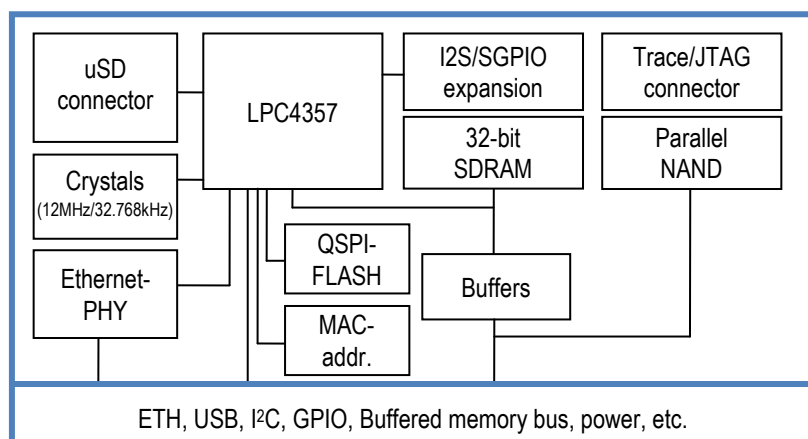 uSD
connector
LPC4357
I2S/SGPIO
expansion
Trace/JTAG
connector
Crystals
(12MHz/32.768kHz)
32-bit
SDRAM
Parallel
NAND
Ethernet-
PHY
QSPI-
FLASH
Buffers
MAC-
addr.
ETH, USB, I²C, GPIO, Buffered memory bus, power, etc.